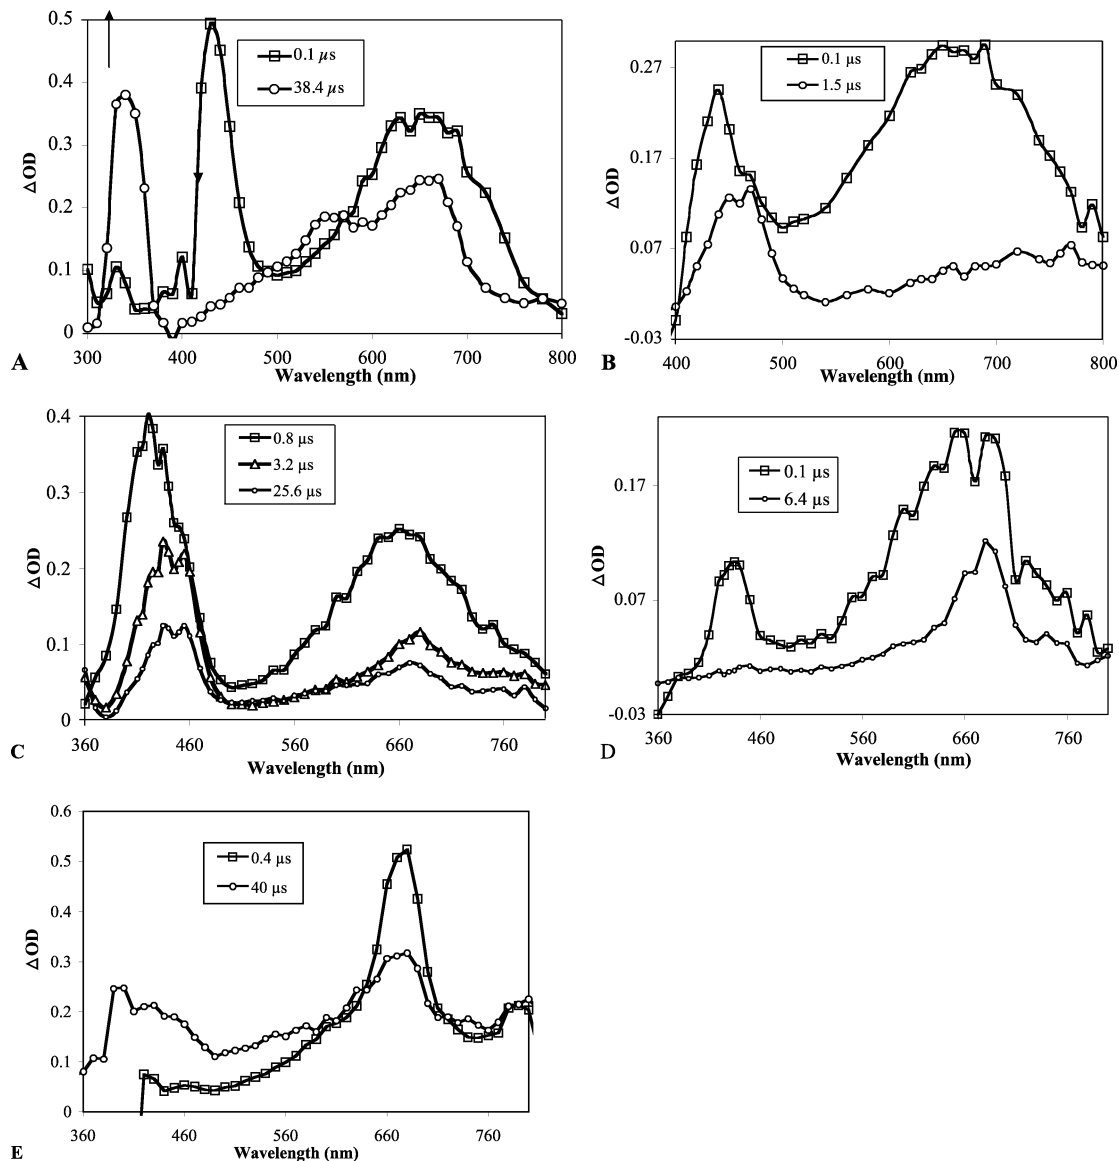 0.5
0.4
0.3
0.2
0.1
0
△OD
0.1 µs
38.4 µs
300 400 500 600 700 800
Wavelength (nm)
A
0.27
0.17
0.07
-0.03
△OD
0.1 µs
1.5 µs
400 500 600 700 800
Wavelength (nm)
B
0.4
0.3
0.2
0.1
0
△OD
0.8 µs
3.2 µs
25.6 µs
360 460 560 660 760
Wavelength (nm)
C
0.17
0.07
-0.03
△OD
0.1 µs
6.4 µs
360 460 560 660 760
Wavelength (nm)
D
0.6
0.5
0.4
0.3
0.2
0.1
0
△OD
0.4 µs
40 µs
360 460 560 660 760
Wavelength (nm)
E